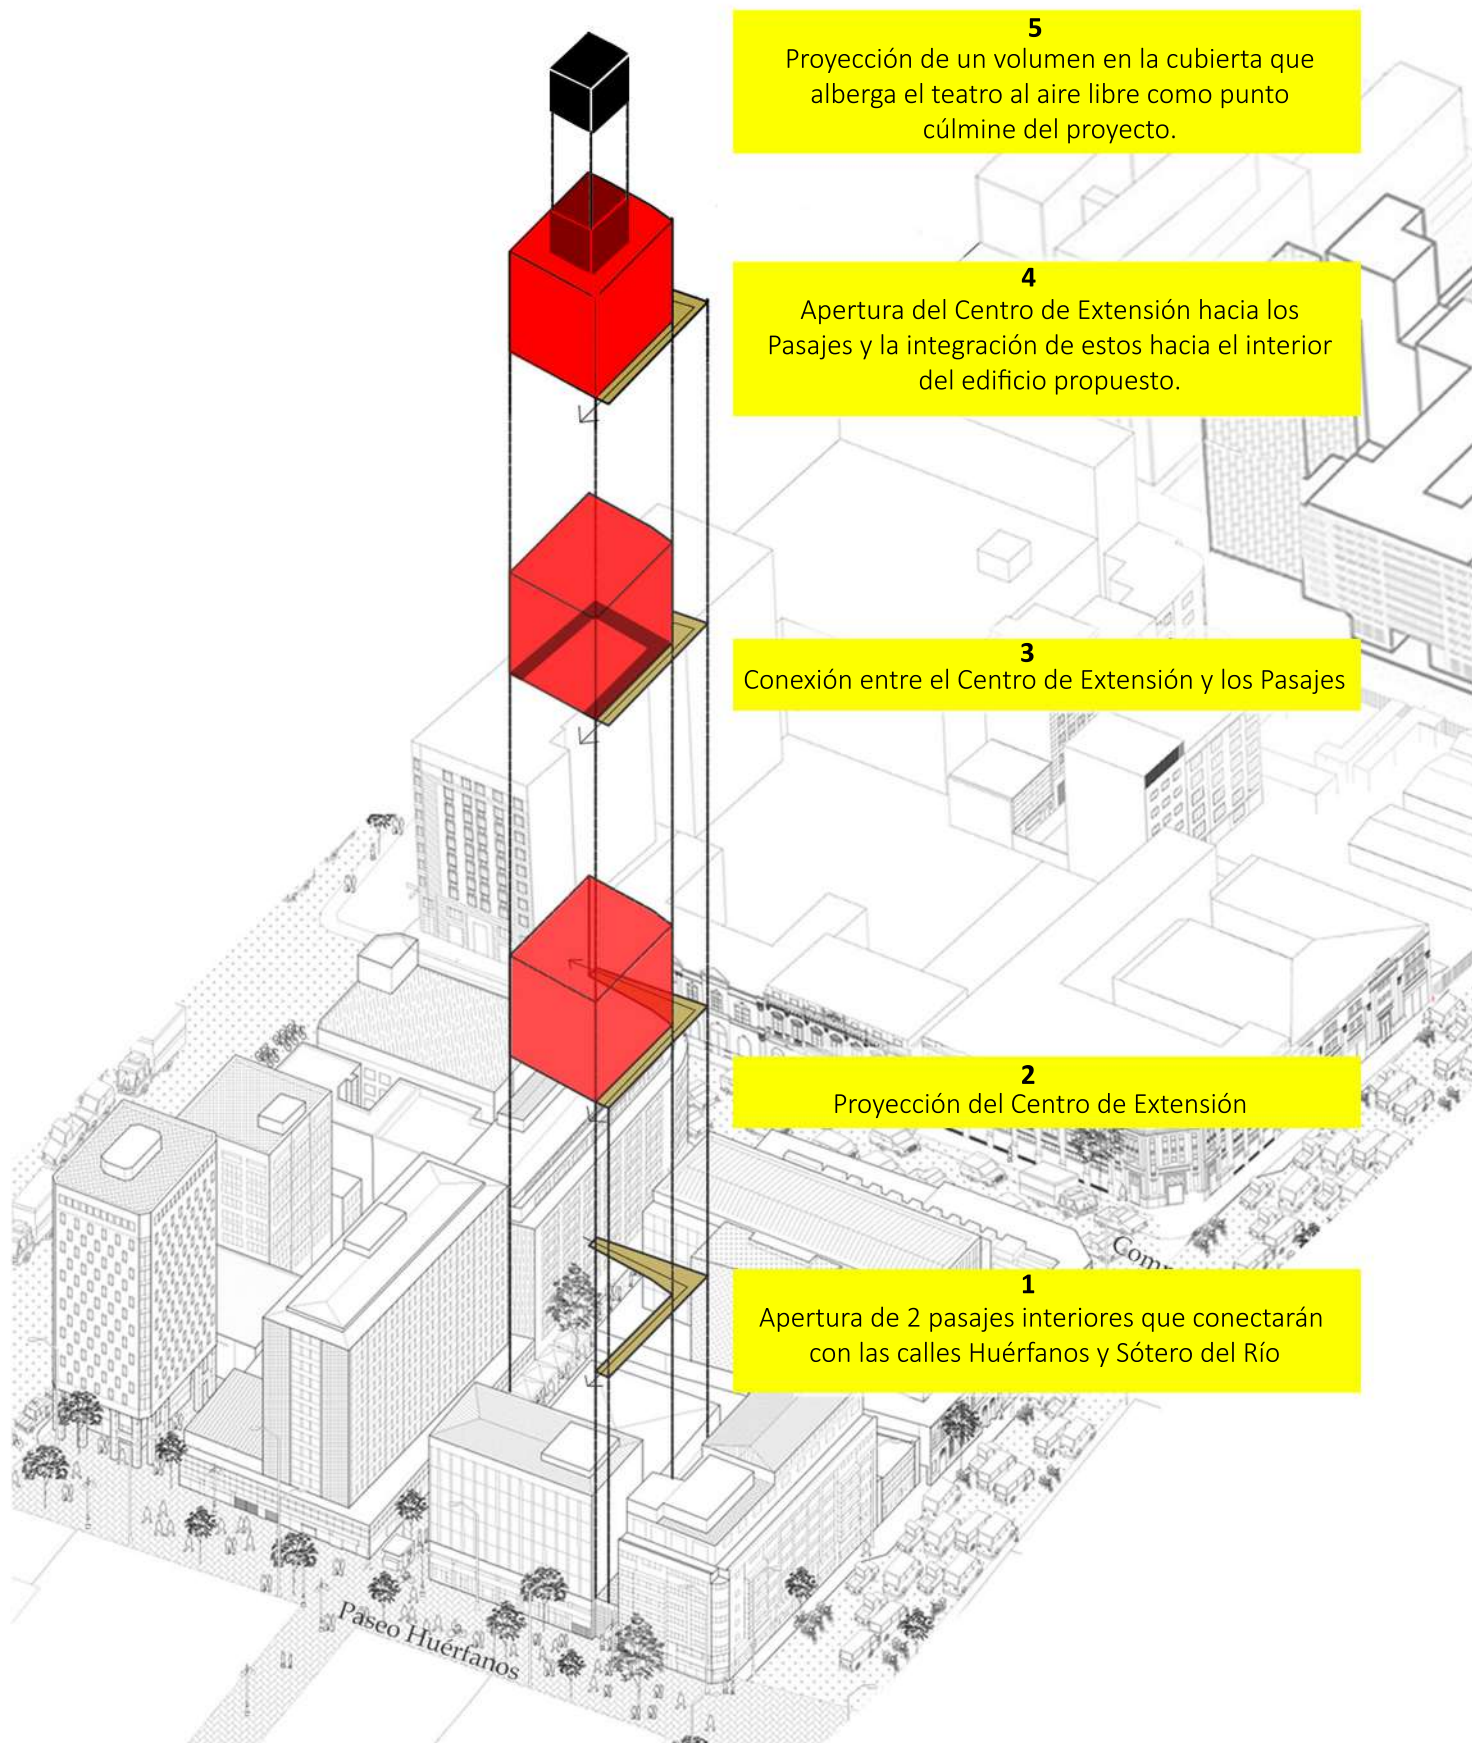 5
Proyección de un volumen en la cubierta que
alberga el teatro al aire libre como punto
cúlmine del proyecto.
4
Apertura del Centro de Extensión hacia los
Pasajes y la integración de estos hacia el interior
del edificio propuesto.
3
Conexión entre el Centro de Extensión y los Pasajes
2
Proyección del Centro de Extensión
Com
1
Apertura de 2 pasajes interiores que conectarán
con las calles Huérfanos y Sótero del Río
Paseo Huérfanos